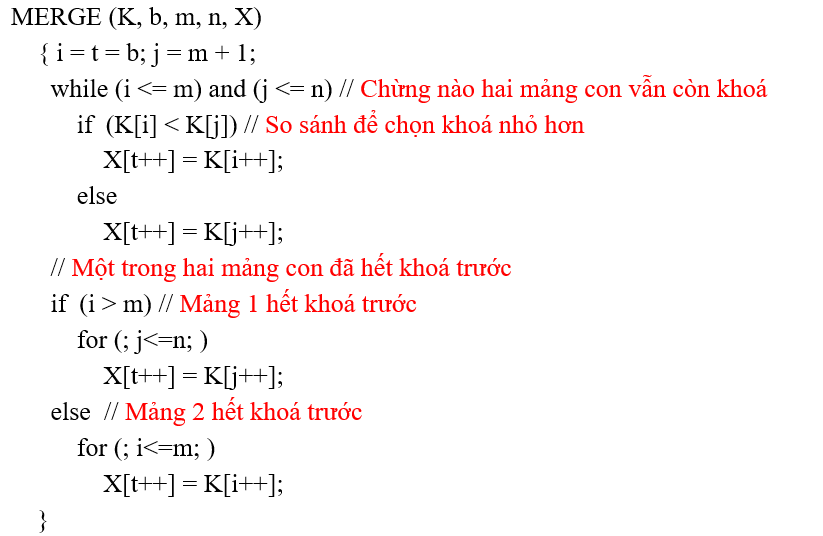 MERGE (K, b, m, n, X)
{ i = t = b; j = m + 1;
while (i <= m) and (j <= n) // Chừng nào hai mảng con vẫn còn khoá
if (K[i] < K[j]) // So sánh để chọn khoá nhỏ hơn
X[t++] = K[i++];
else
X[t++] = K[j++];
// Một trong hai mảng con đã hết khoá trước
if (i > m) // Mảng 1 hết khoá trước
for (; j<=n; )
X[t++] = K[j++];
else // Mảng 2 hết khoá trước
for (; i<=m; )
X[t++] = K[i++];
}